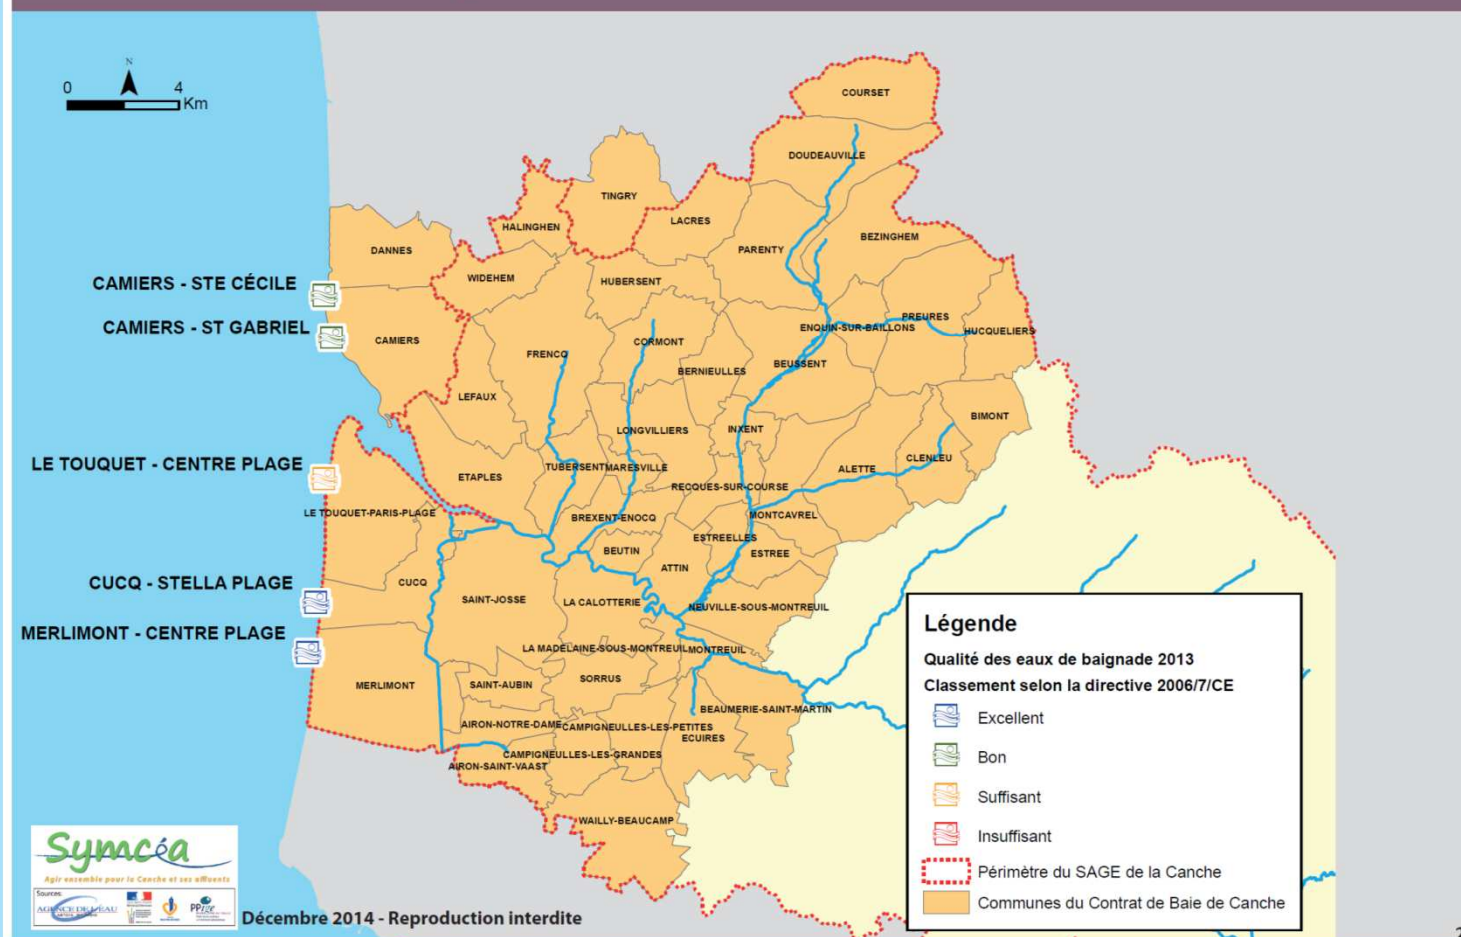 N
0 4
Km
COURSET
DOUDEAUVILLE
TINGRY
HALINGHEN
LACRES
DANNES
PARENTY
BEZINGHEM
WIDEHEM
HUBERSENT
CAMIERS - STE CÉCILE
CAMIERS - ST GABRIEL
CAMIERS
FRENCQ
CORMONT
ENQUIN-SUR-BAILLONS
PREURES
HUCQUELIERS
BERNIEULLES
BEUSSENT
LEFAUX
BIMONT
LONGVILLIERS
INXENT
LE TOUQUET - CENTRE PLAGE
ETAPLES
TUBERSENT
MARESVILLE
ALETTE
CLENLEU
RECQUES-SUR-COURSE
LE TOUQUET-PARIS-PLAGE
BREXENT-ENOCQ
MONTCAVREL
ESTREELLES
BEUTIN
ATTIN
ESTREE
CUCQ - STELLA PLAGE
CUCQ
SAINT-JOSSE
LA CALOTTERIE
NEUVILLE-SOUS-MONTREUIL
MERLIMONT - CENTRE PLAGE
LA MADELAINE-SOUS-MONTREUIL
MONTREUIL
MERLIMONT
SAINT-AUBIN
SORRUS
BEAUMERIE-SAINT-MARTIN
AIRON-NOTRE-DAME
CAMPIGNEULLES-LES-PETITES
ECUIRES
CAMPIGNEULLES-LES-GRANDES
AIRON-SAINT-VAAST
WAILLY-BEAUCAMP
Légende
Qualité des eaux de baignade 2013
Classement selon la directive 2006/7/CE
Excellent
Bon
Suffisant
Insuffisant
Périmètre du SAGE de la Canche
Communes du Contrat de Baie de Canche
Symcéa
Agir ensemble pour la Canche et ses affluents
Sources:
AGENCE DE L'EAU
PPige
Décembre 2014 - Reproduction interdite